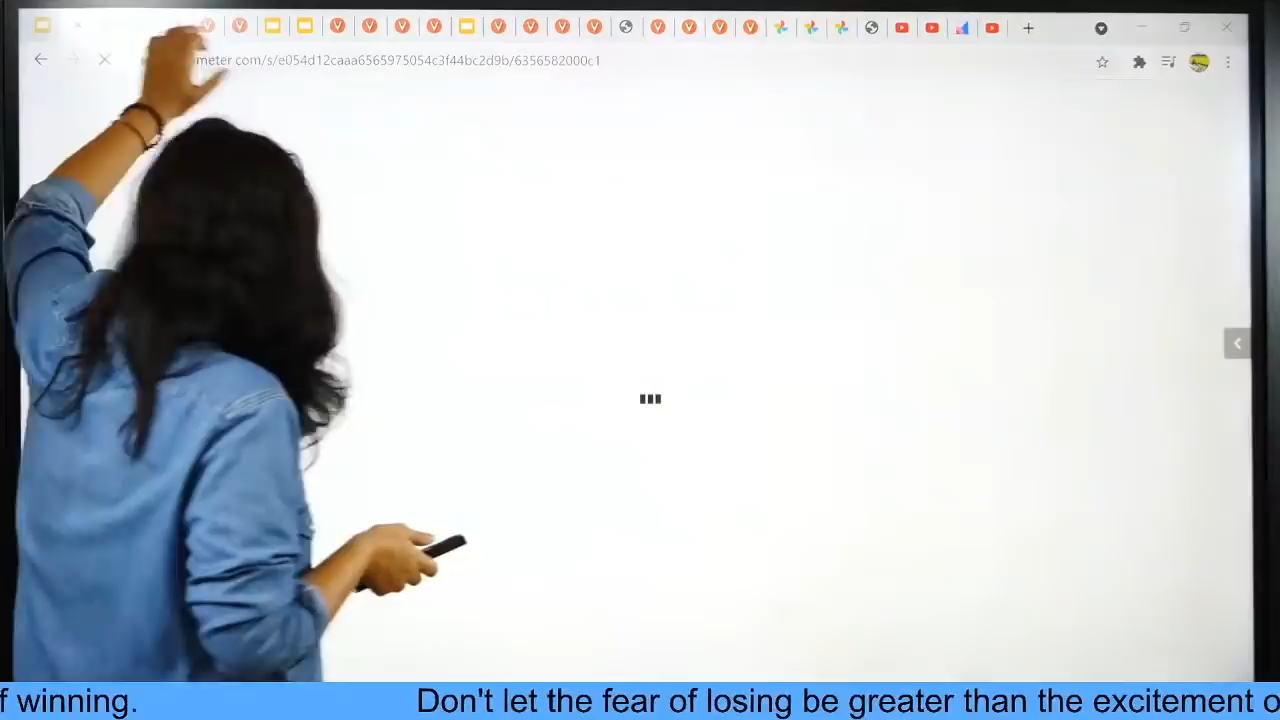 meter.com/s/e054d12caaa6565975054c3f44bc2d9b/6356582000c1
f winning. Don't let the fear of losing be greater than the excitement o